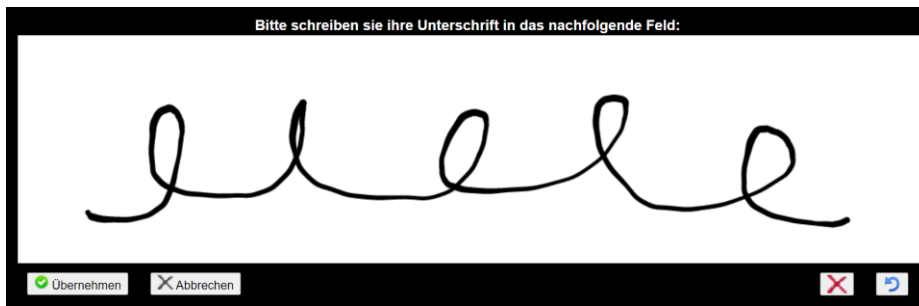 Bitte schreiben sie ihre Unterschrift in das nachfolgende Feld:
Übernehmen Abbrechen